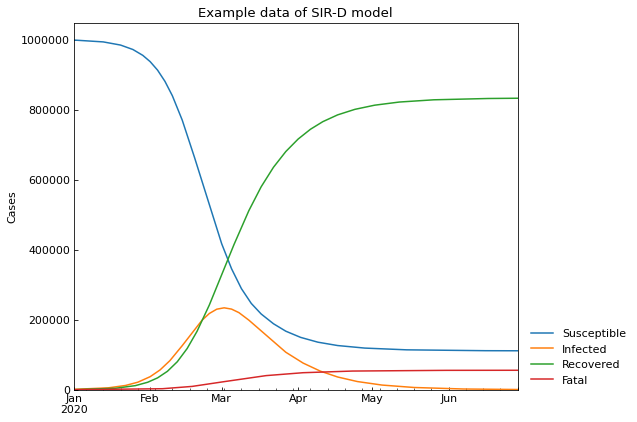 Example data of SIR-D model
1000000
800000
600000
400000
200000
0
Cases
Jan Feb Mar Apr May Jun
2020
Susceptible
Infected
Recovered
Fatal